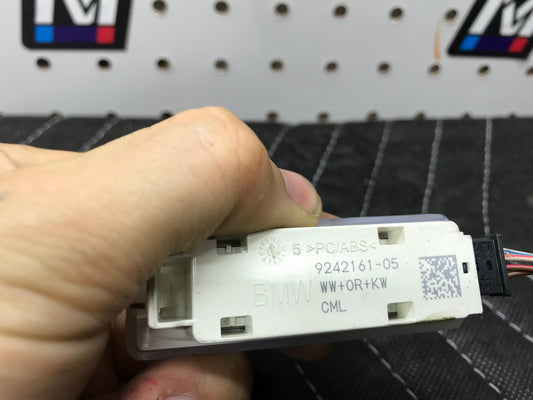 M
M
5 >PC/ABS<
9242161-05
BMW WW+OR+KW
CML